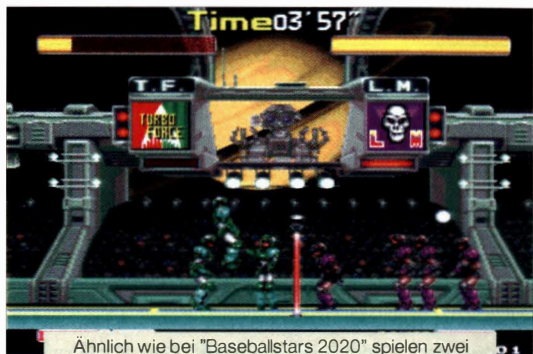 Time03'57"
T.F.
L.M.
TURBO
FORCE
L M
Ähnlich wie bei "Baseballstars 2020" spielen zwei